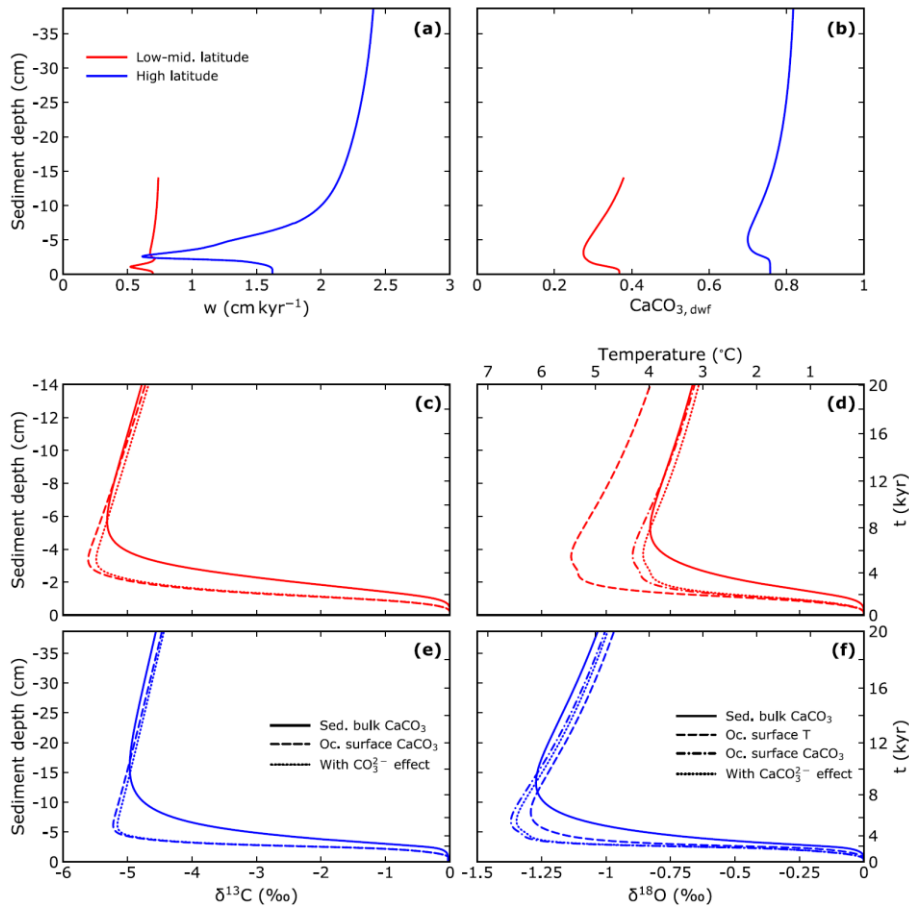 (a)
Low-mid. latitude
High latitude
Sediment depth (cm)
-35
-30
-25
-20
-15
-10
-5
0
0 0.5 1 1.5 2 2.5 3
w (cm kyr⁻¹)
(b)
0 0.2 0.4 0.6 0.8 1
CaCO₃, dwf
(c)
Sediment depth (cm)
-14
-12
-10
-8
-6
-4
-2
0
Temperature (°C)
7 6 5 4 3 2 1
(d)
20
16
12
8
4
0
t (kyr)
(e)
Sediment depth (cm)
-35
-30
-25
-20
-15
-10
-5
0
Sed. bulk CaCO₃
Oc. surface CaCO₃
With CO₃²⁻ effect
-6 -5 -4 -3 -2 -1 0
δ¹³C (‰)
(f)
Sed. bulk CaCO₃
Oc. surface T
Oc. surface CaCO₃
With CaCO₃²⁻ effect
20
16
12
8
4
0
t (kyr)
-1.5 -1.25 -1 -0.75 -0.5 -0.25 0
δ¹⁸O (‰)